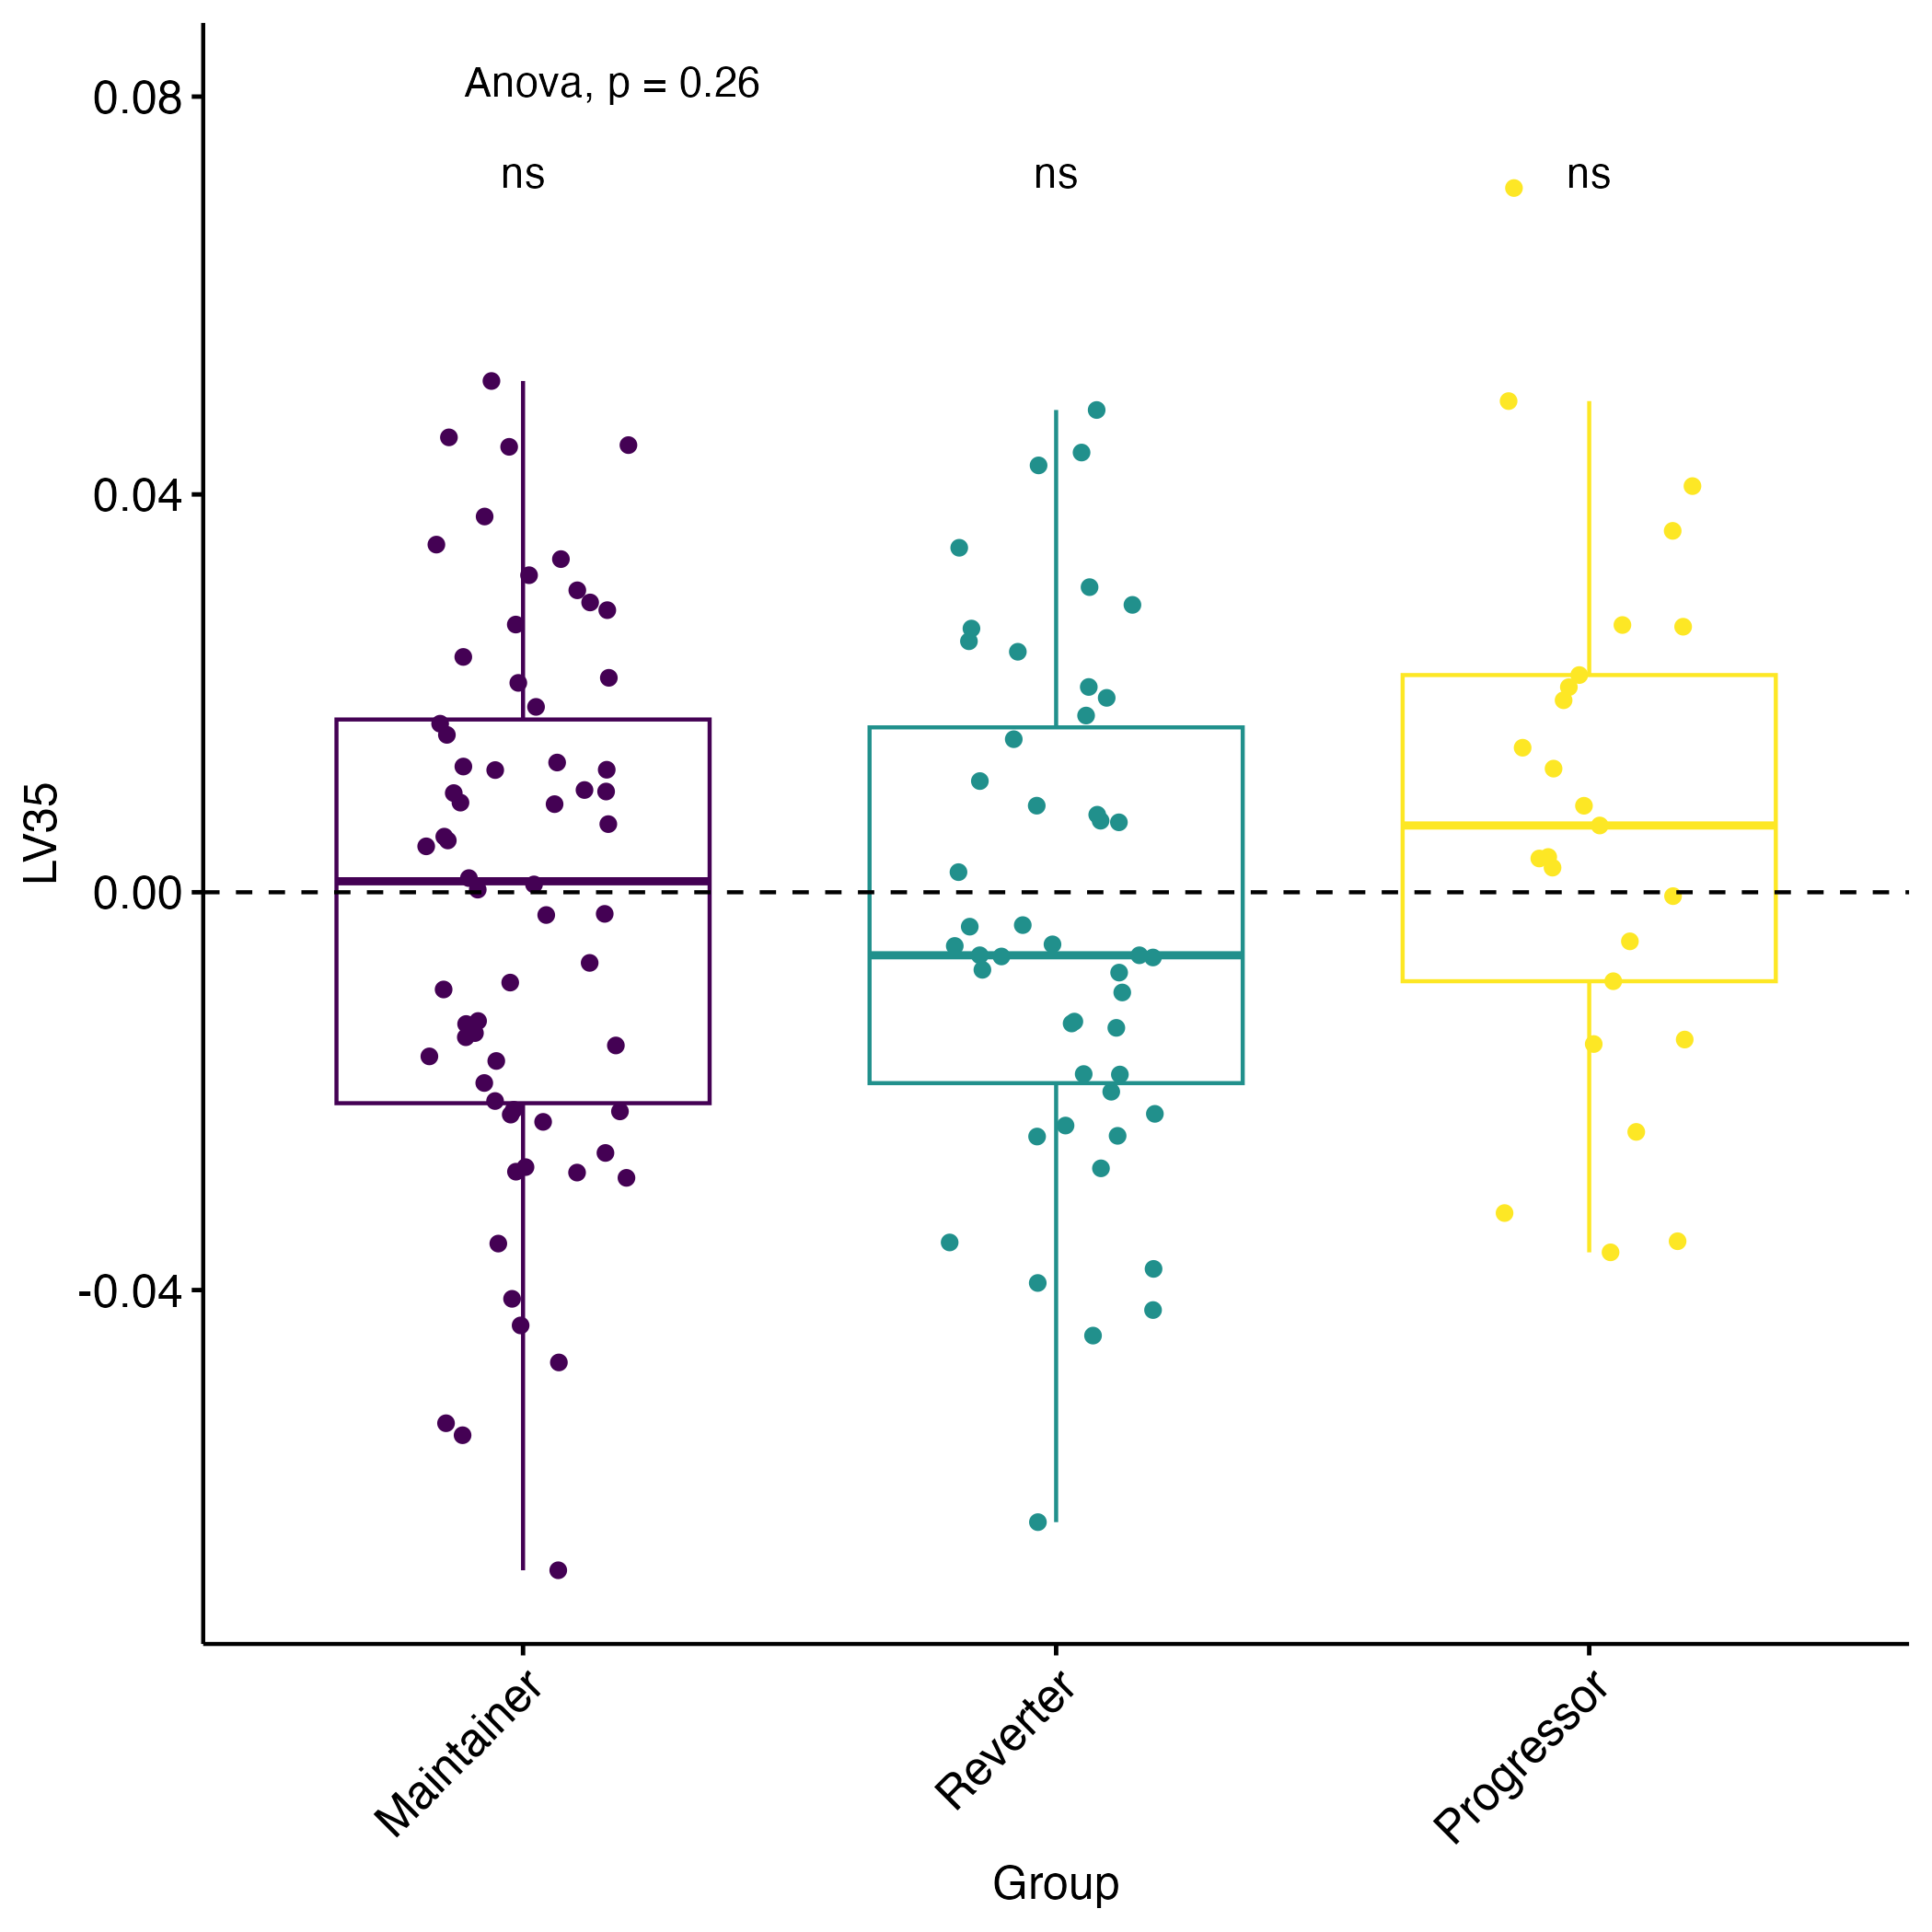 Anova, p = 0.26
ns ns ns
0.08
0.04
0.00
-0.04
LV35
Maintainer Reverter Progressor
Group